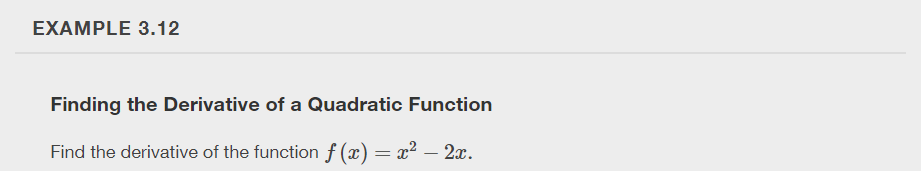 EXAMPLE 3.12
Finding the Derivative of a Quadratic Function
Find the derivative of the function f (x) = x² − 2x.